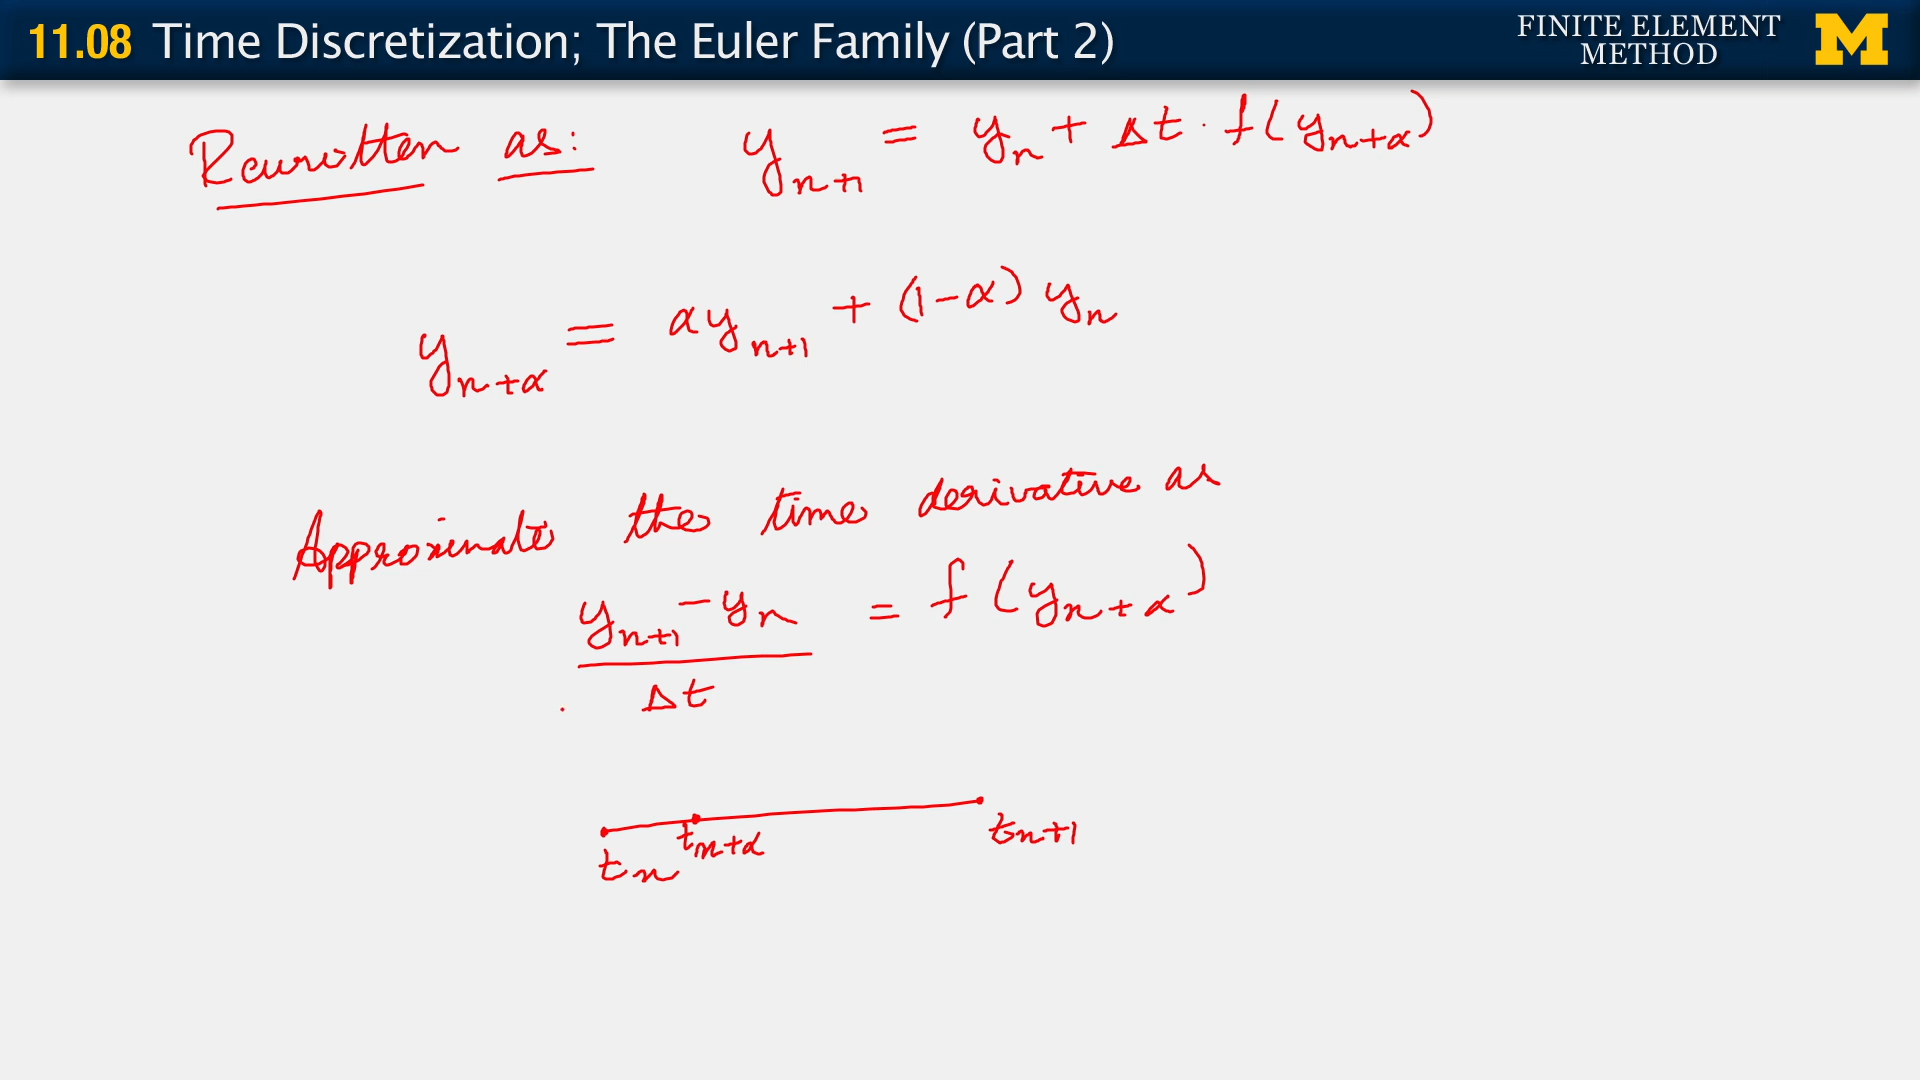 11.08 Time Discretization; The Euler Family (Part 2)
FINITE ELEMENT
METHOD
M
Rewritten as: y_{n+1} = y_n + Δt · f(y_{n+α})
y_{n+α} = αy_{n+1} + (1-α) y_n
Approximate the time derivative as
(y_{n+1} - y_n) / Δt = f(y_{n+α})
t_n t_{n+α} t_{n+1}